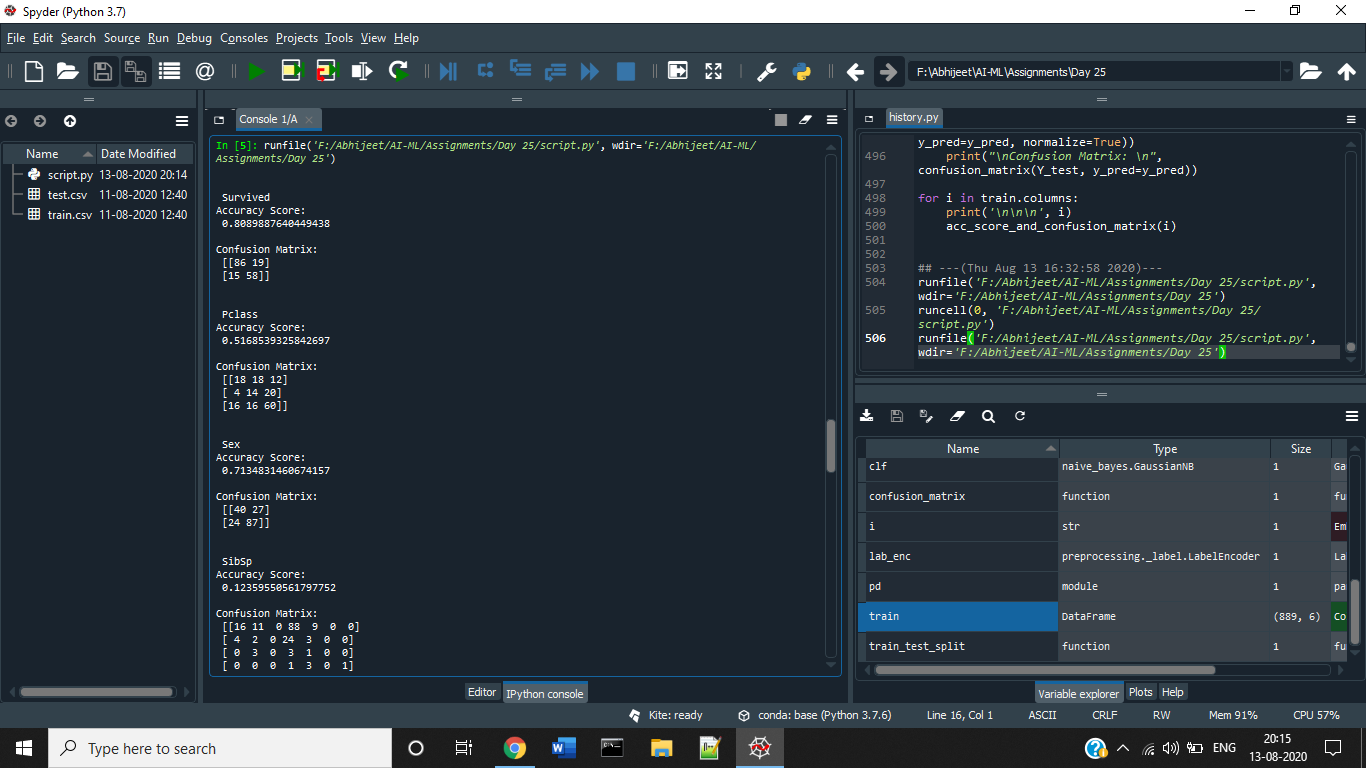 Spyder (Python 3.7)
File Edit Search Source Run Debug Consoles Projects Tools View Help
F:\Abhijeet\AI-ML\Assignments\Day 25
Name Date Modified
script.py 13-08-2020 20:14
test.csv 11-08-2020 12:40
train.csv 11-08-2020 12:40
Console 1/A
In [5]: runfile('F:/Abhijeet/AI-ML/Assignments/Day 25/script.py', wdir='F:/Abhijeet/AI-ML/
Assignments/Day 25')
Survived
Accuracy Score:
0.8089887640449438
Confusion Matrix:
[[86 19]
[15 58]]
Pclass
Accuracy Score:
0.5168539325842697
Confusion Matrix:
[[18 18 12]
[ 4 14 20]
[16 16 60]]
Sex
Accuracy Score:
0.7134831460674157
Confusion Matrix:
[[40 27]
[24 87]]
SibSp
Accuracy Score:
0.12359550561797752
Confusion Matrix:
[[16 11  0 88  9  0  0]
[ 4  2  0 24  3  0  0]
[ 0  3  0  3  1  0  0]
[ 0  0  0  1  3  0  1]
Editor IPython console
history.py
y_pred=y_pred, normalize=True))
496 print("\nConfusion Matrix: \n",
confusion_matrix(Y_test, y_pred=y_pred))
497
498 for i in train.columns:
499 print('\n\n\n', i)
500 acc_score_and_confusion_matrix(i)
501
502
503 ## ---(Thu Aug 13 16:32:58 2020)---
504 runfile('F:/Abhijeet/AI-ML/Assignments/Day 25/script.py',
wdir='F:/Abhijeet/AI-ML/Assignments/Day 25')
505 runcell(0, 'F:/Abhijeet/AI-ML/Assignments/Day 25/
script.py')
506 runfile('F:/Abhijeet/AI-ML/Assignments/Day 25/script.py',
wdir='F:/Abhijeet/AI-ML/Assignments/Day 25')
Name Type Size
clf naive_bayes.GaussianNB 1 Ga
confusion_matrix function 1 fu
i str 1 Em
lab_enc preprocessing._label.LabelEncoder 1 La
pd module 1 pa
train DataFrame (889, 6) Co
train_test_split function 1 fu
Variable explorer Plots Help
Kite: ready conda: base (Python 3.7.6) Line 16, Col 1 ASCII CRLF RW Mem 91% CPU 57%
Type here to search
ENG
20:15
13-08-2020